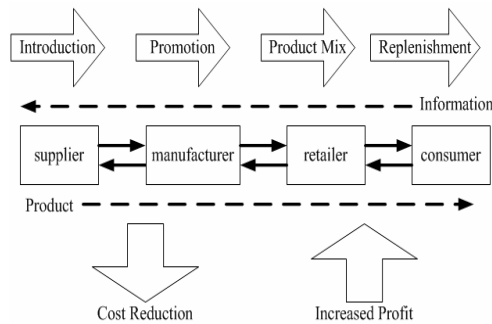 Introduction
Promotion
Product Mix
Replenishment
Information
supplier
manufacturer
retailer
consumer
Product
Cost Reduction
Increased Profit